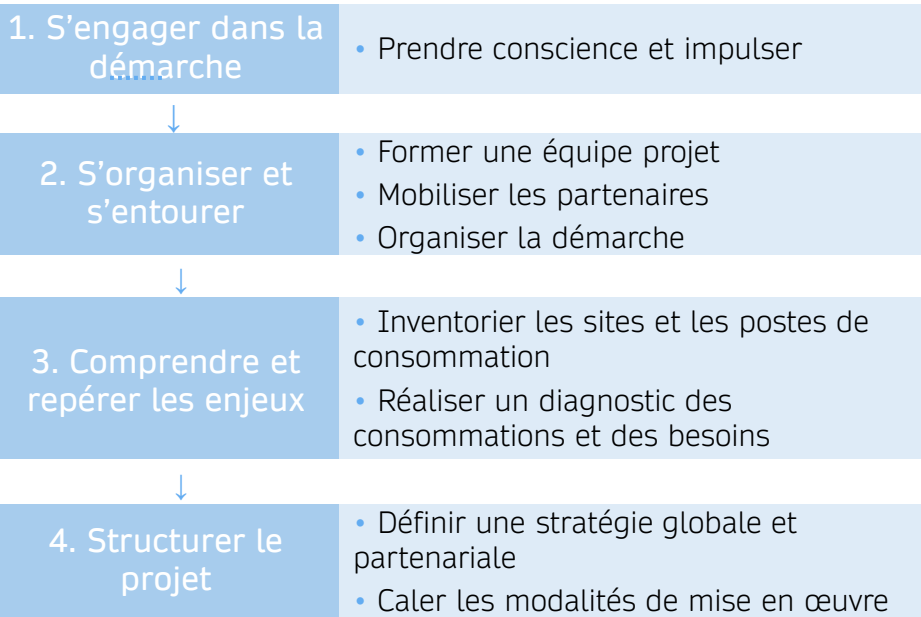 1. S’engager dans la
démarche
• Prendre conscience et impulser
↓
2. S’organiser et
s’entourer
• Former une équipe projet
• Mobiliser les partenaires
• Organiser la démarche
↓
3. Comprendre et
repérer les enjeux
• Inventorier les sites et les postes de
consommation
• Réaliser un diagnostic des
consommations et des besoins
↓
4. Structurer le
projet
• Définir une stratégie globale et
partenariale
• Caler les modalités de mise en œuvre